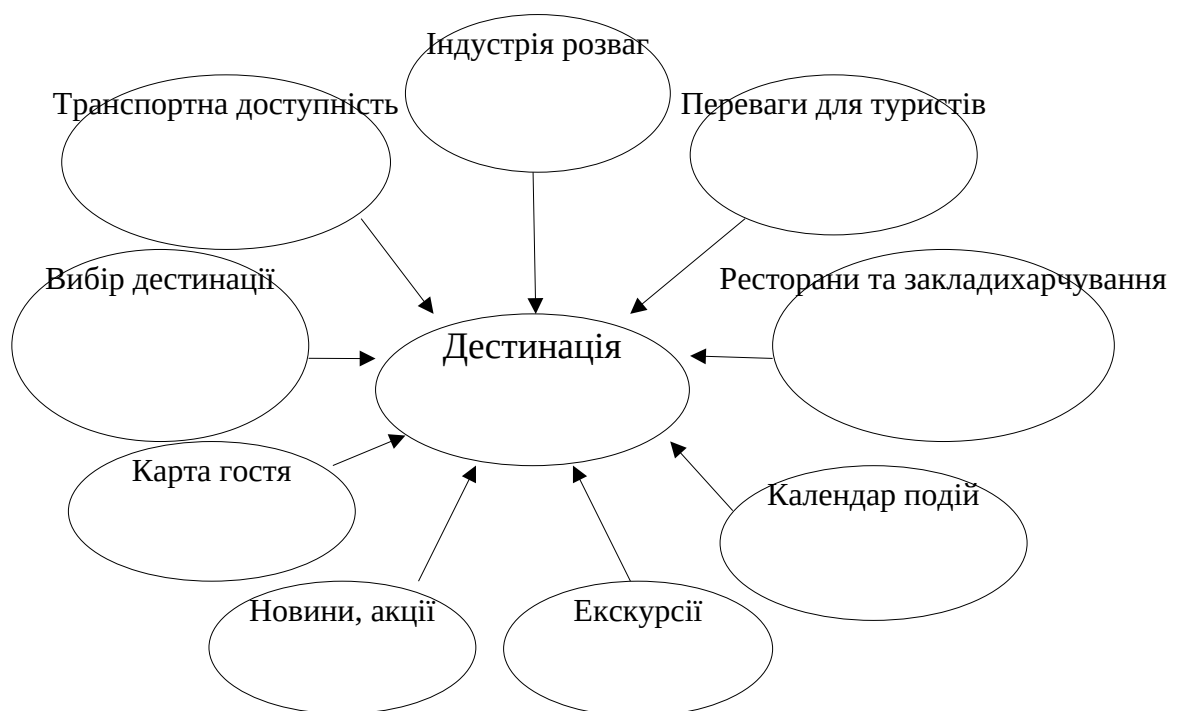 Індустрія розваг
Транспортна доступність
Переваги для туристів
Вибір дестинації
Ресторани та закладихарчування
Дестинація
Карта гостя
Календар подій
Новини, акції
Екскурсії